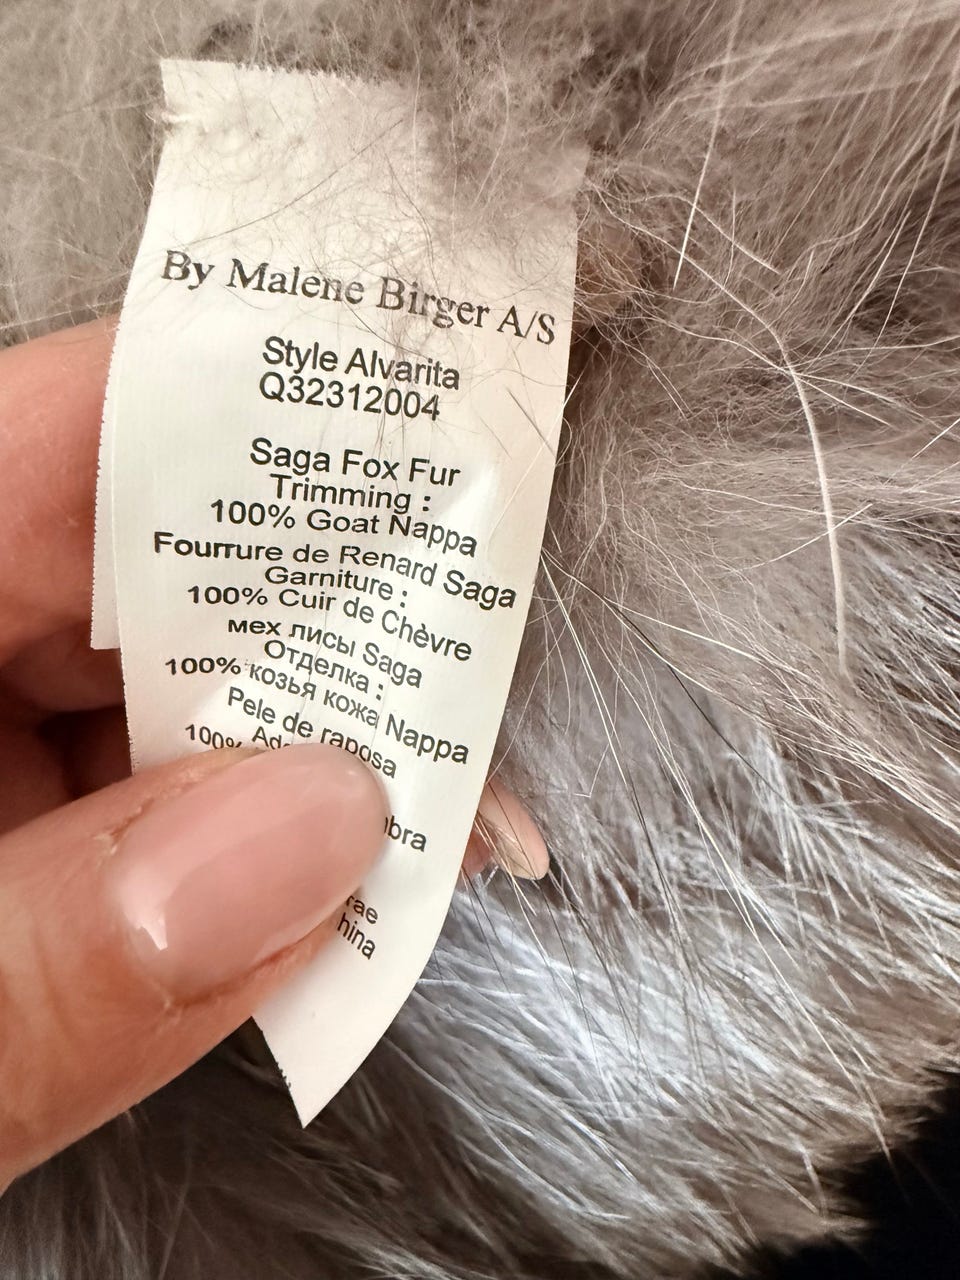 By Malene Birger A/S
Style Alvarita
Q32312004
Saga Fox Fur
Trimming :
100% Goat Nappa
Fourrure de Renard Saga
Garniture :
100% Cuir de Chèvre
мех лисы Saga
Отделка :
100% козья кожа Nappa
Pele de raposa
100%